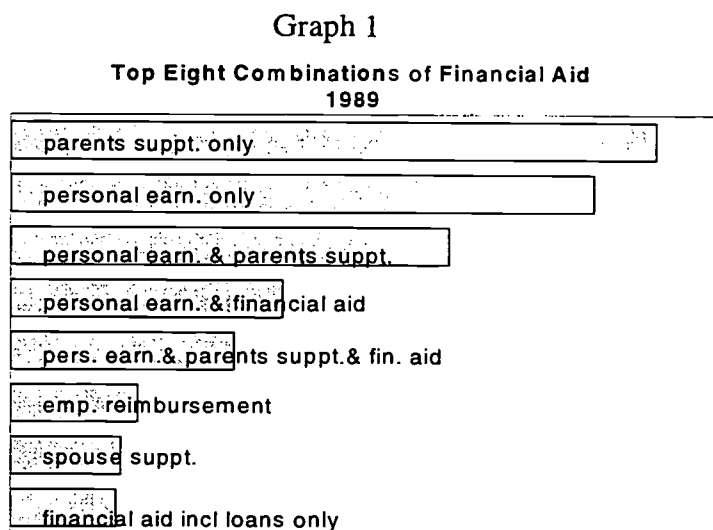 Graph 1
Top Eight Combinations of Financial Aid
1989
parents suppt. only
personal earn. only
personal earn. & parents suppt.
personal earn. & financial aid
pers. earn.& parents suppt.& fin. aid
emp. reimbursement
spouse suppt.
financial aid incl loans only